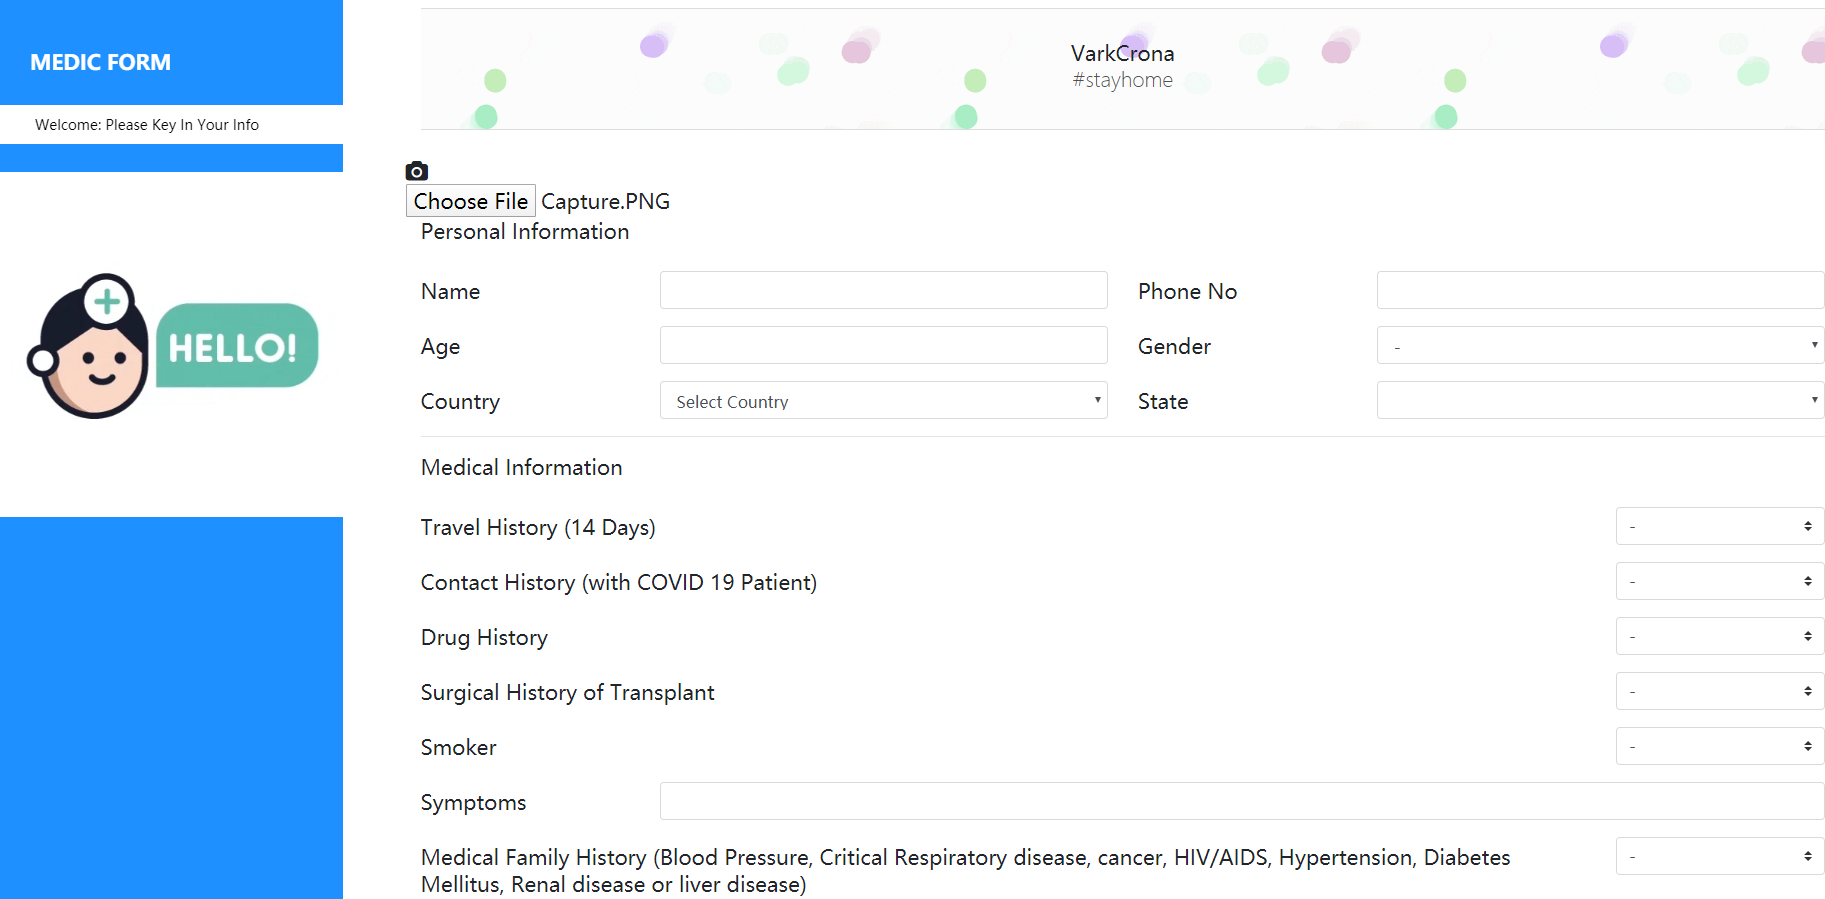 MEDIC FORM
Welcome: Please Key In Your Info
HELLO!
VarkCrona
#stayhome
Choose File Capture.PNG
Personal Information
Name Phone No
Age Gender -
Country Select Country State
Medical Information
Travel History (14 Days) -
Contact History (with COVID 19 Patient) -
Drug History -
Surgical History of Transplant -
Smoker -
Symptoms
Medical Family History (Blood Pressure, Critical Respiratory disease, cancer, HIV/AIDS, Hypertension, Diabetes -
Mellitus, Renal disease or liver disease)